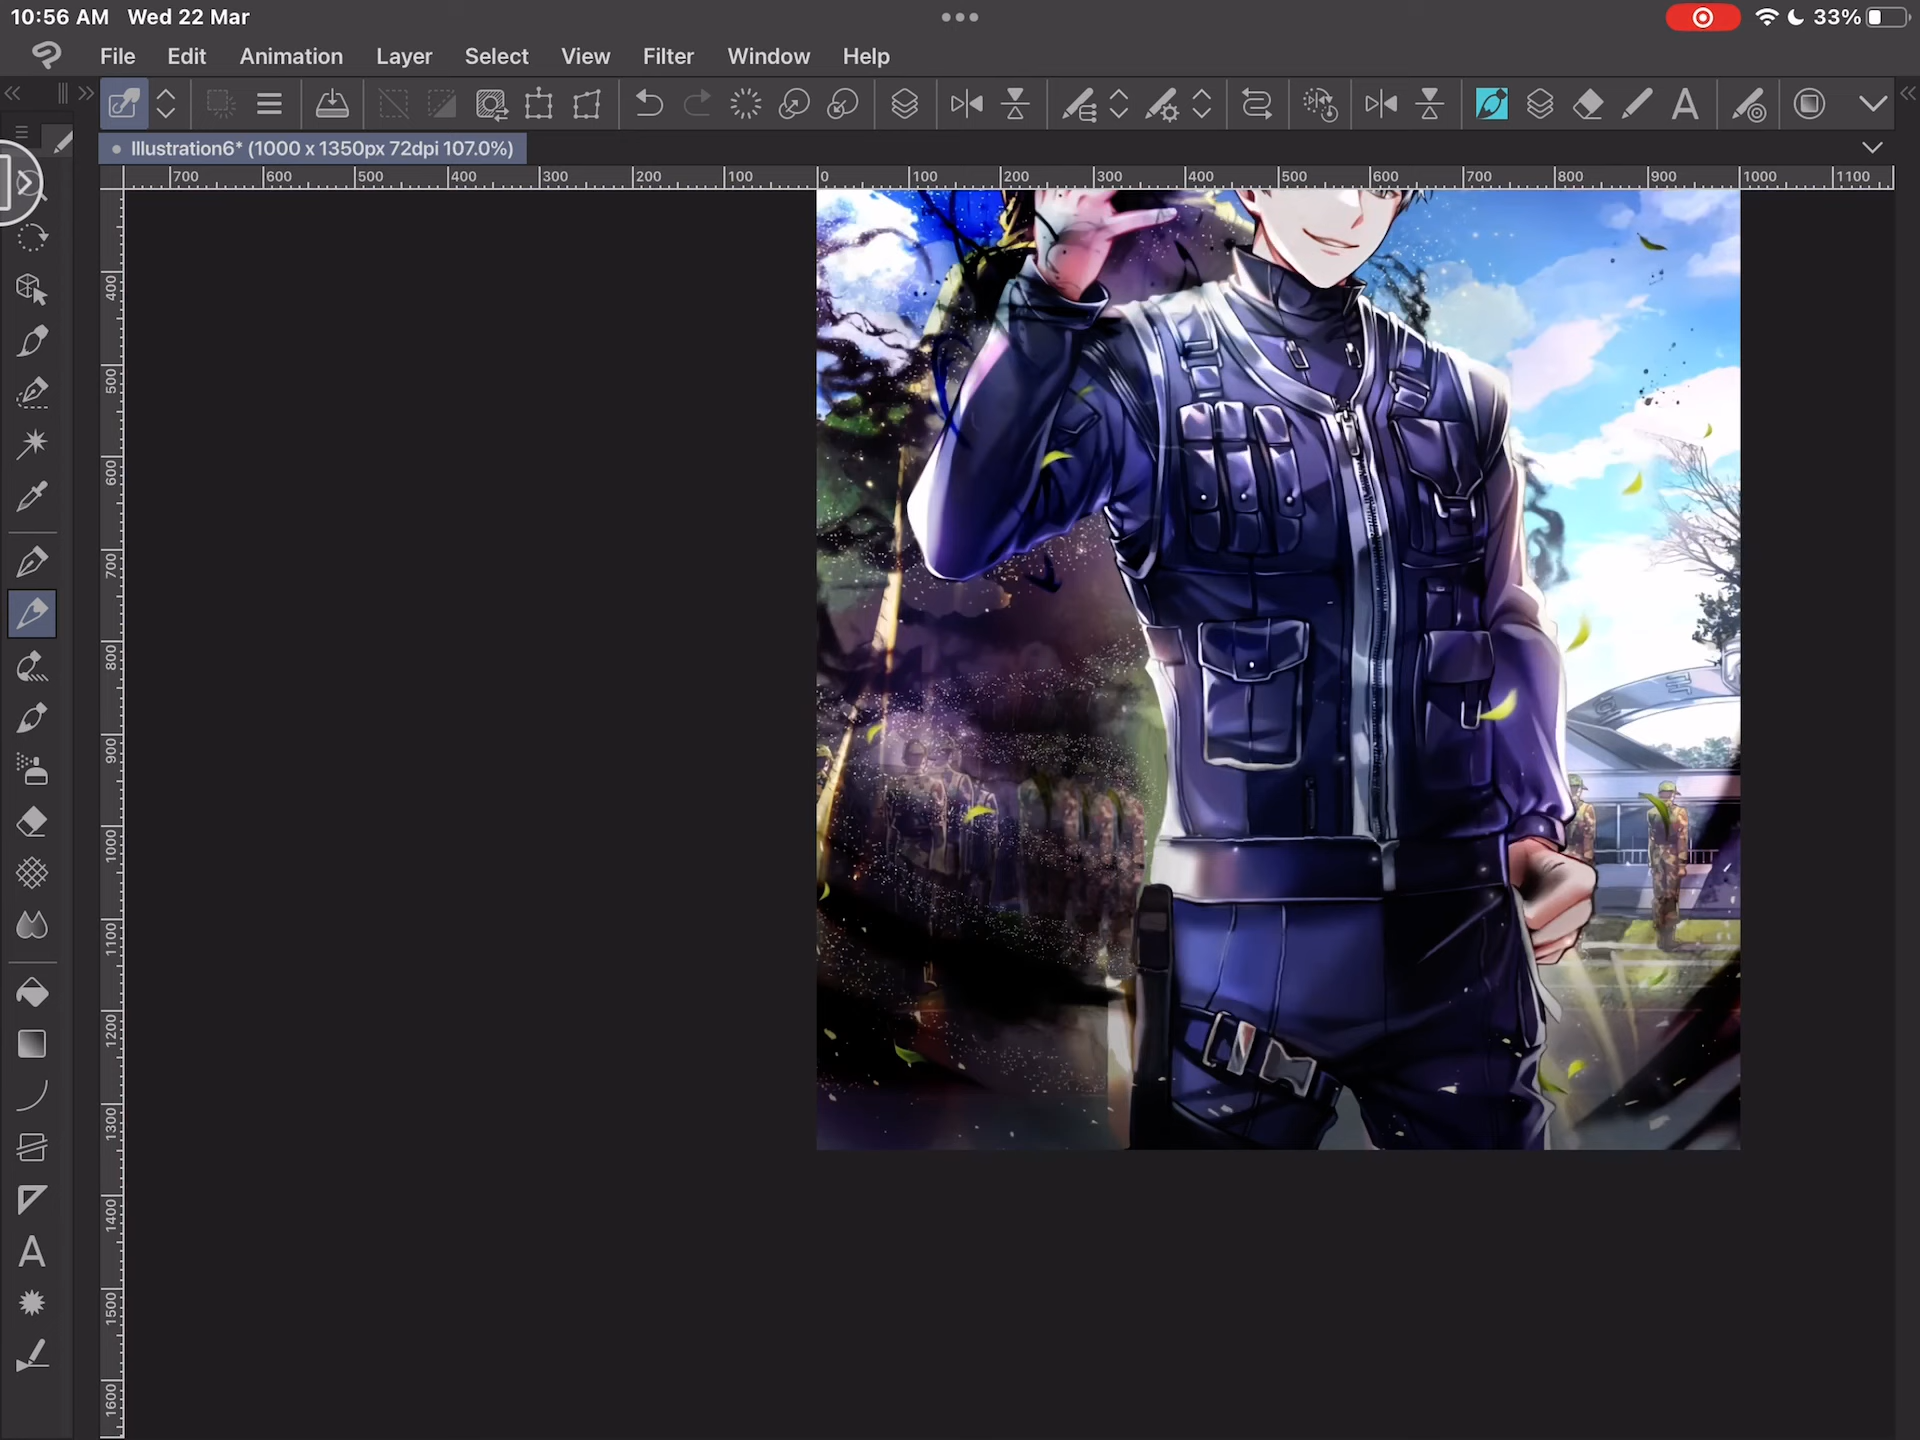 10:56 AM Wed 22 Mar
33%
File Edit Animation Layer Select View Filter Window Help
Illustration6* (1000 x 1350px 72dpi 107.0%)
700 600 500 400 300 200 100 0 100 200 300 400 500 600 700 800 900 1000 1100
400
500
600
700
800
900
1000
1100
1200
1300
1400
1500
1600
A
A